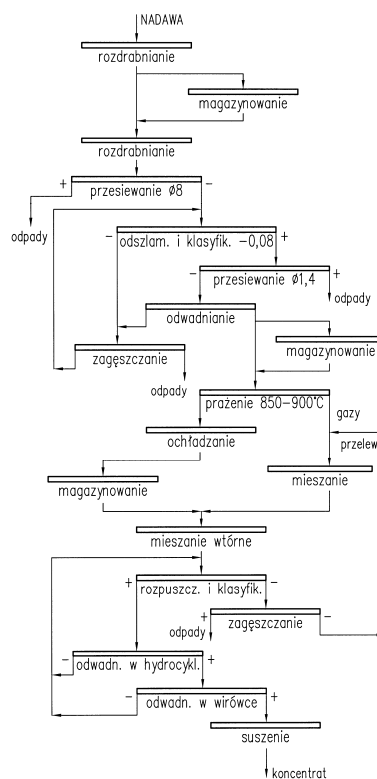 NADAWA
rozdrabnianie
magazynowanie
rozdrabnianie
+ −
przesiewanie ø8
odpady
− +
odszlam. i klasyfik. −0,08
− +
przesiewanie ø1,4
odpady
odwadnianie
zagęszczanie
magazynowanie
odpady
prażenie 850−900°C
gazy
ochładzanie
przelew
mieszanie
magazynowanie
mieszanie wtórne
+ −
rozpuszcz. i klasyfik.
+ −
zagęszczanie
odpady
− +
odwadn. w hydrocykl.
− +
odwadn. w wirówce
suszenie
koncentrat